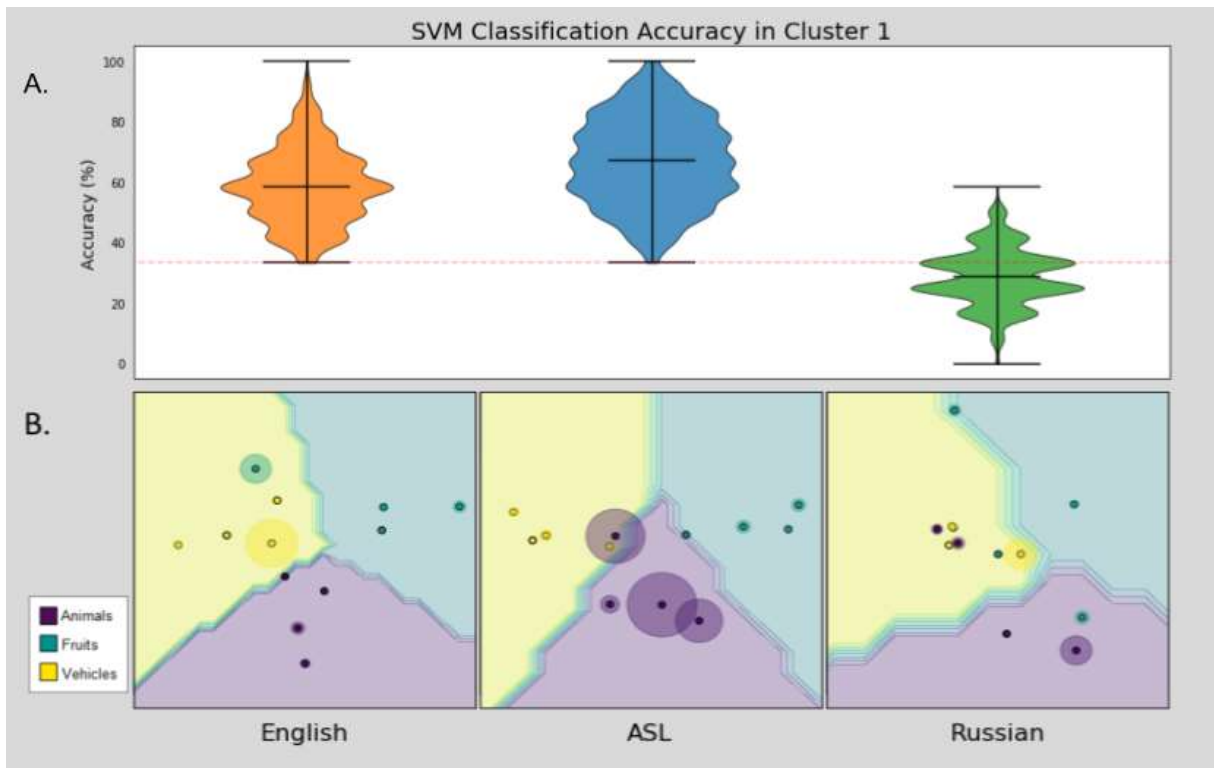 SVM Classification Accuracy in Cluster 1
A.
Accuracy (%)
100
80
60
40
20
0
B.
Animals
Fruits
Vehicles
English
ASL
Russian